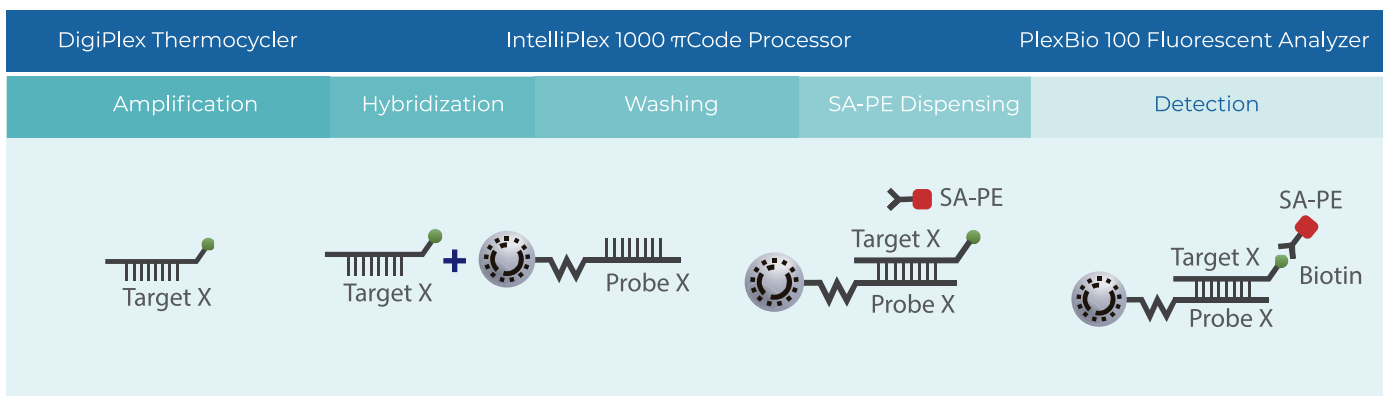 DigiPlex Thermocycler
IntelliPlex 1000 πCode Processor
PlexBio 100 Fluorescent Analyzer
Amplification
Hybridization
Washing
SA-PE Dispensing
Detection
Target X
Target X
+
Probe X
SA-PE
Target X
Probe X
SA-PE
Target X
Biotin
Probe X